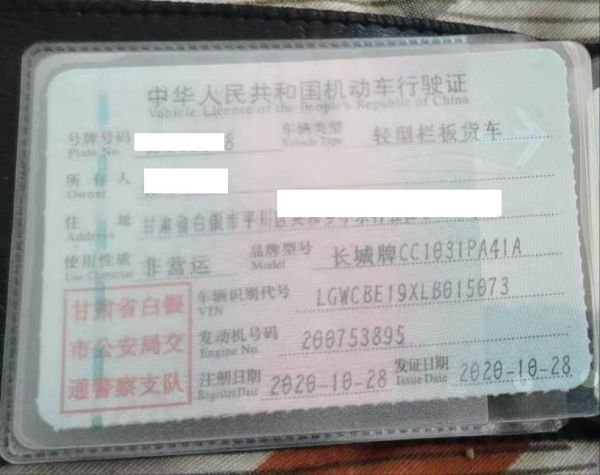 中华人民共和国机动车行驶证
Vehicle License of the People's Republic of China
号牌号码 8 车辆类型 轻型栏板货车
Plate No Vehicle Type
所有人
Owner
住址 甘肃省白银市平川区
Address
使用性质 非营运 品牌型号 长城牌CC1031PA41A
Use Character Model
甘肃省白银 车辆识别代号 LGWCBE19XLB015073
VIN
市公安局交 发动机号码 200753895
Engine No.
通警察支队 注册日期 2020-10-28 发证日期 2020-10-28
Register Date Issue Date